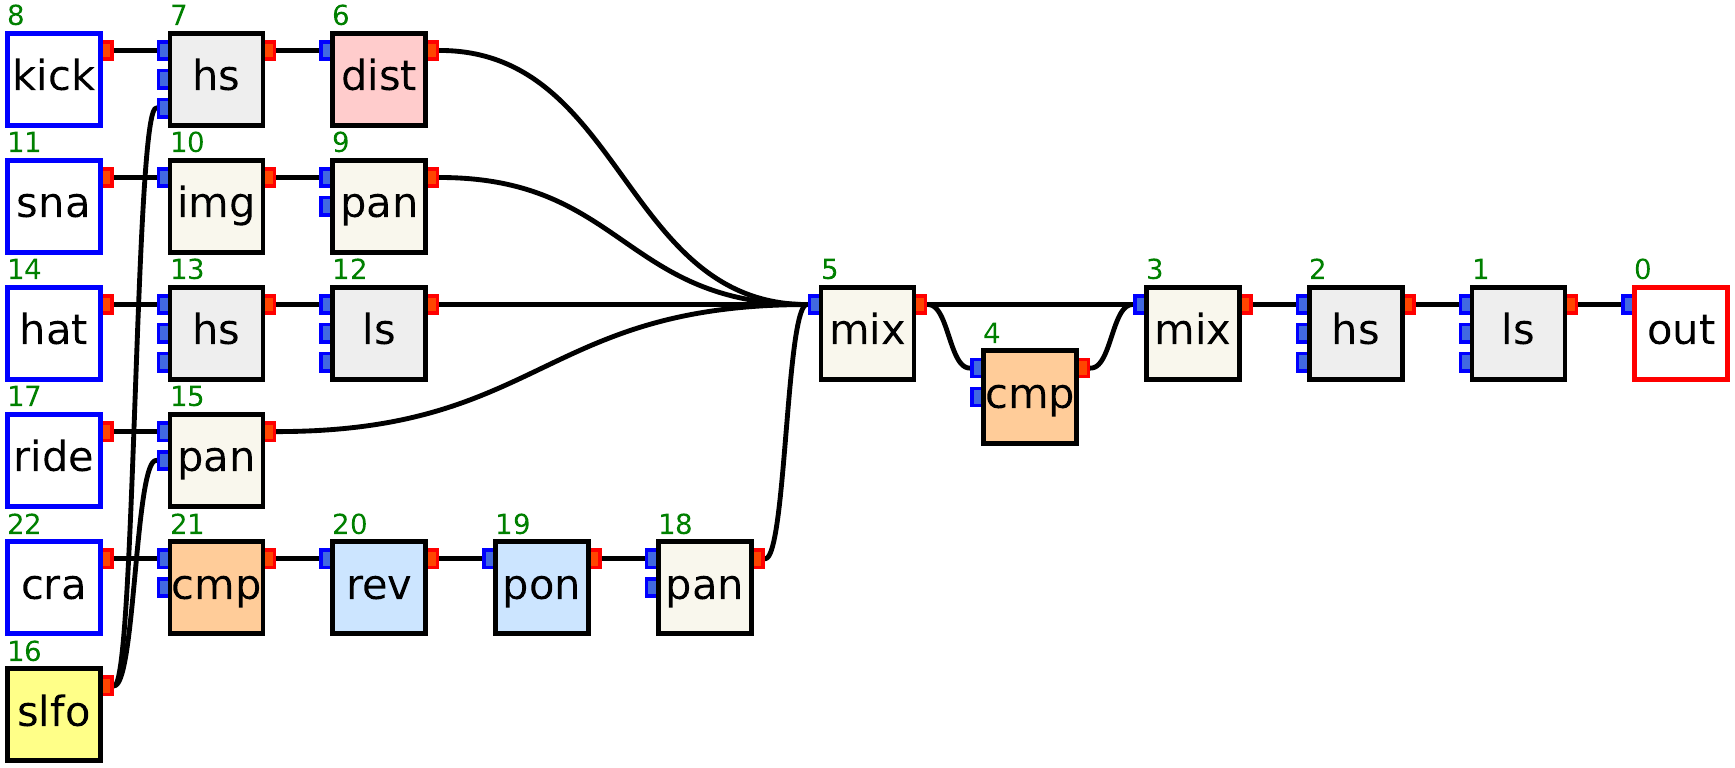 8 7 6
kick hs dist
11 10 9
sna img pan
14 13 12 5 3 2 1 0
hat hs ls mix mix hs ls out
4
cmp
17 15
ride pan
22 21 20 19 18
cra cmp rev pon pan
16
slfo